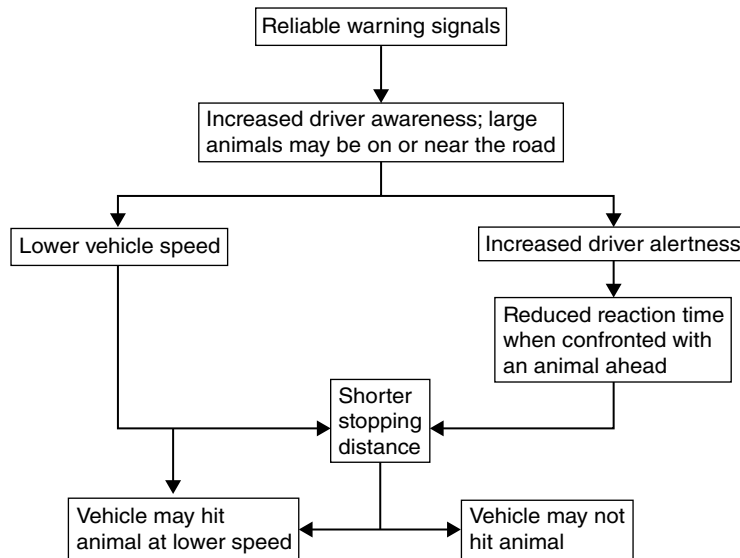 Reliable warning signals
Increased driver awareness; large
animals may be on or near the road
Lower vehicle speed
Increased driver alertness
Reduced reaction time
when confronted with
an animal ahead
Shorter
stopping
distance
Vehicle may hit
animal at lower speed
Vehicle may not
hit animal